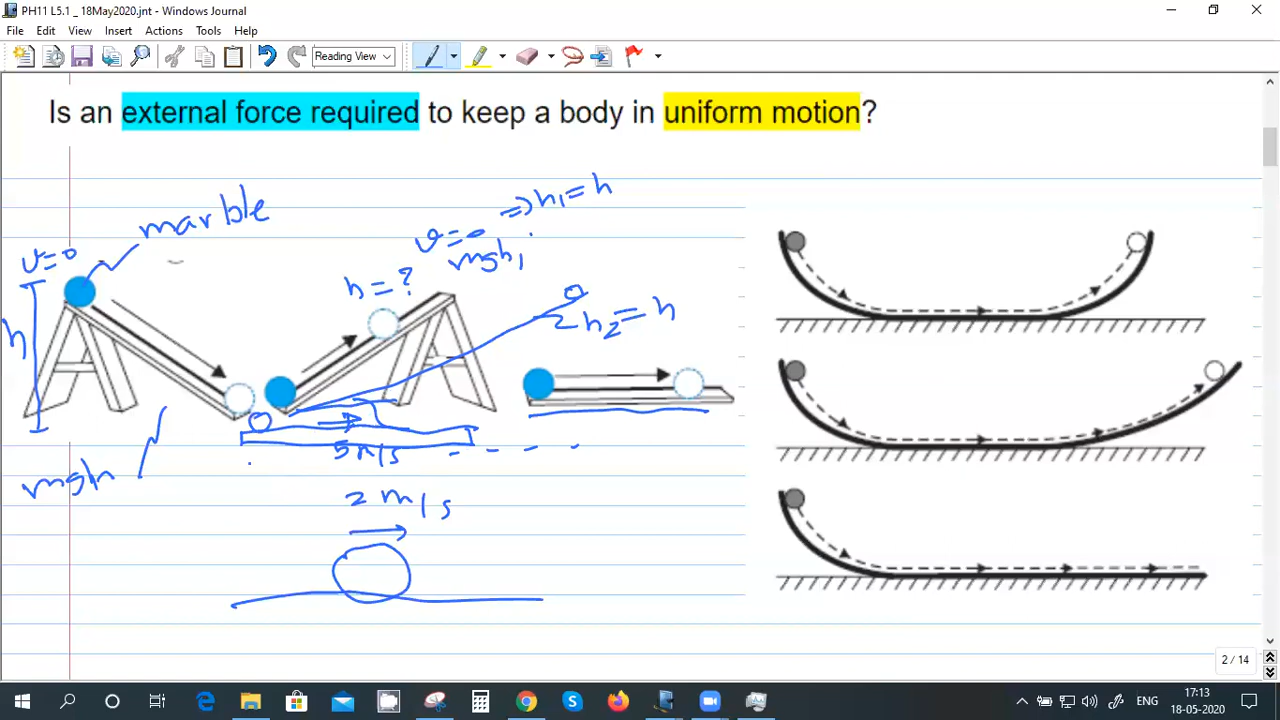 PH11 L5.1 _ 18May2020.jnt - Windows Journal
File Edit View Insert Actions Tools Help
Reading View
Is an external force required to keep a body in uniform motion?
marble
v=0
h
mgh
h = ?
v=0
mgh₁
⇒h₁= h
h₂ = h
5m/s
2 m/s
2 / 14
ENG
17:13
18-05-2020